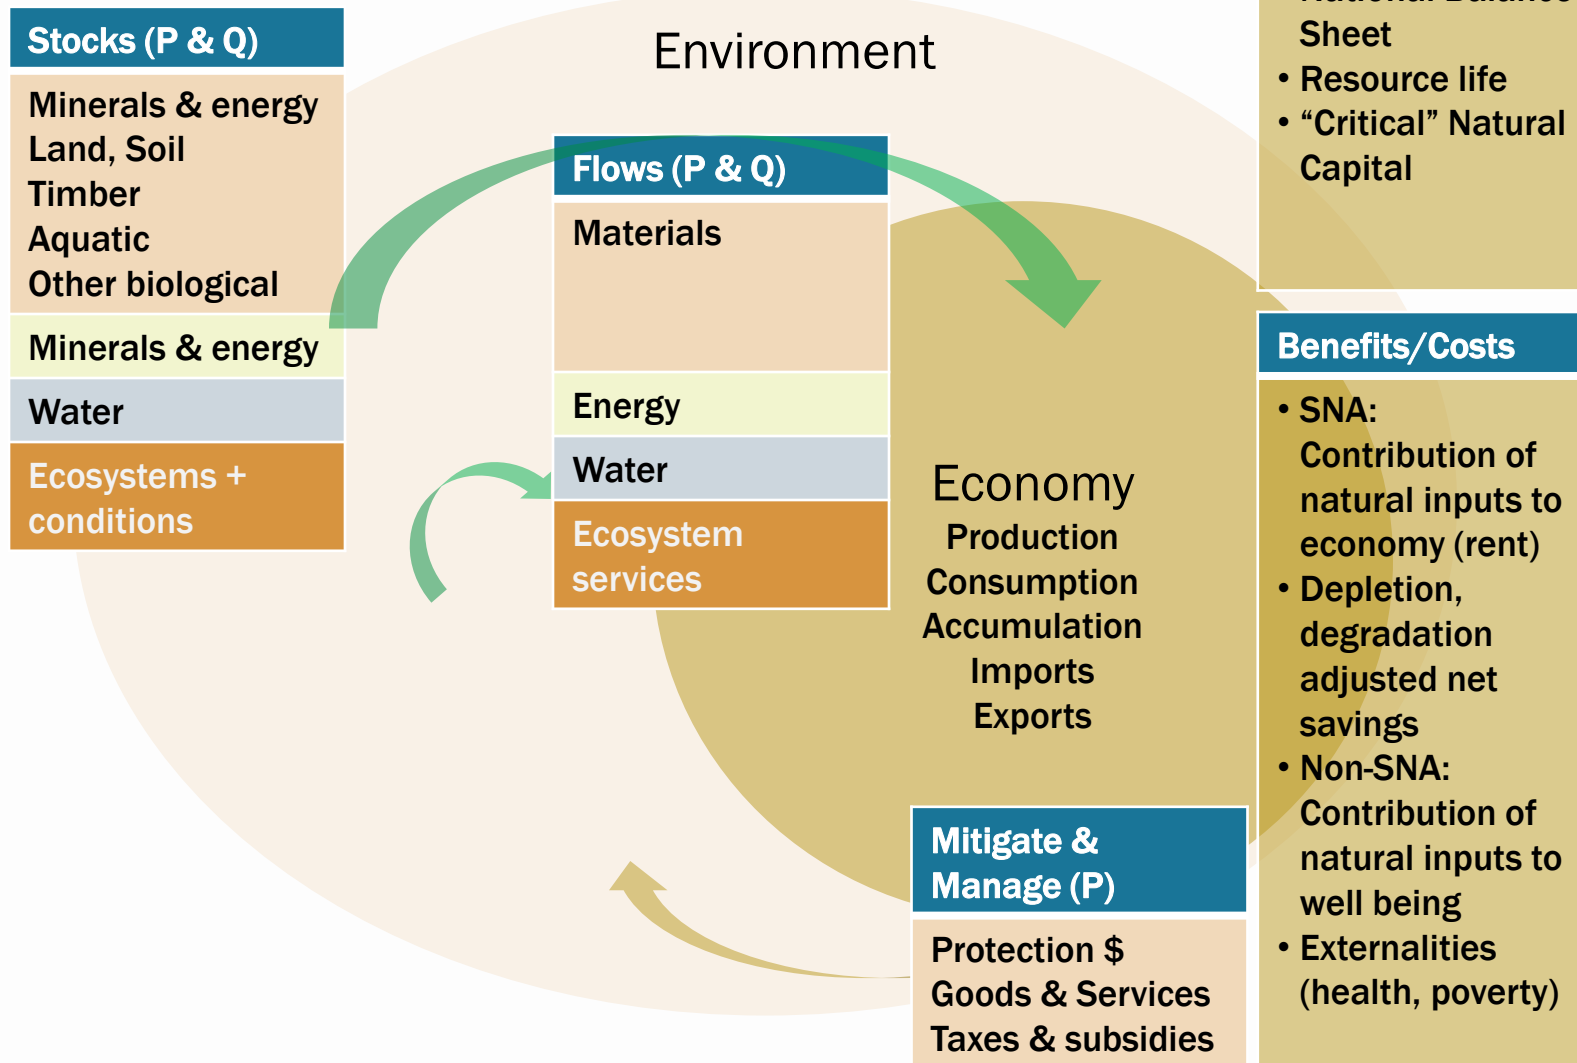 Stocks (P & Q)
Minerals & energy
Land, Soil
Timber
Aquatic
Other biological
Minerals & energy
Water
Ecosystems +
conditions
Environment
Flows (P & Q)
Materials
Energy
Water
Ecosystem
services
Economy
Production
Consumption
Accumulation
Imports
Exports
Mitigate &
Manage (P)
Protection $
Goods & Services
Taxes & subsidies
National Balance
Sheet
• Resource life
• “Critical” Natural
Capital
Benefits/Costs
• SNA:
Contribution of
natural inputs to
economy (rent)
• Depletion,
degradation
adjusted net
savings
• Non-SNA:
Contribution of
natural inputs to
well being
• Externalities
(health, poverty)